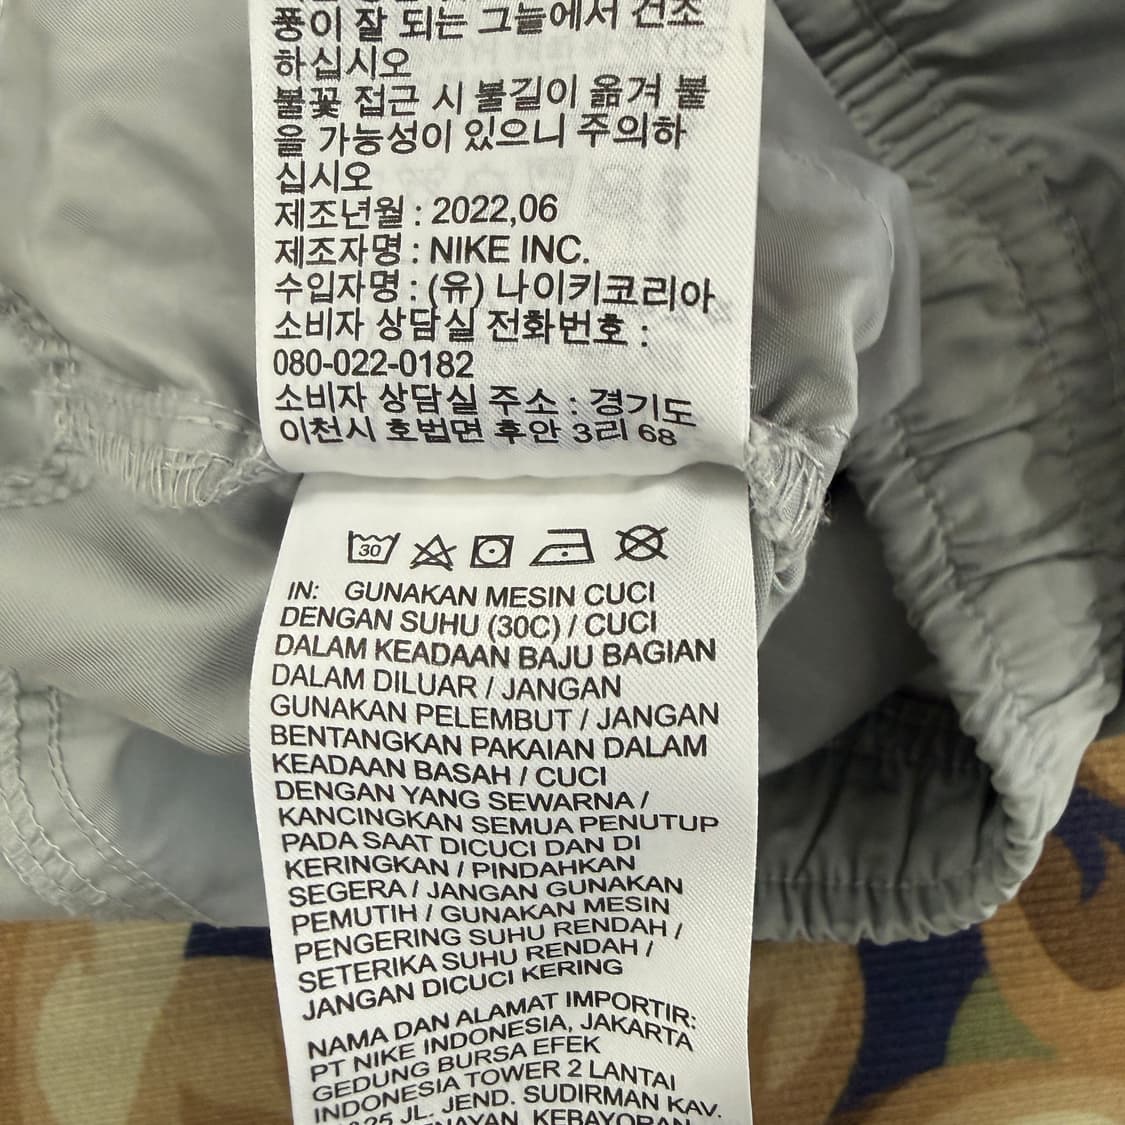 퐁이 잘 되는 그늘에서 건조
하십시오
불꽃 접근 시 불길이 옮겨 붙
을 가능성이 있으니 주의하
십시오
제조년월 : 2022,06
제조자명 : NIKE INC.
수입자명 : (유) 나이키코리아
소비자 상담실 전화번호 :
080-022-0182
소비자 상담실 주소 : 경기도
이천시 호법면 후안 3리 68
30
IN: GUNAKAN MESIN CUCI
DENGAN SUHU (30C) / CUCI
DALAM KEADAAN BAJU BAGIAN
DALAM DILUAR / JANGAN
GUNAKAN PELEMBUT / JANGAN
BENTANGKAN PAKAIAN DALAM
KEADAAN BASAH / CUCI
DENGAN YANG SEWARNA /
KANCINGKAN SEMUA PENUTUP
PADA SAAT DICUCI DAN DI
KERINGKAN / PINDAHKAN
SEGERA / JANGAN GUNAKAN
PEMUTIH / GUNAKAN MESIN
PENGERING SUHU RENDAH /
SETERIKA SUHU RENDAH /
JANGAN DICUCI KERING
NAMA DAN ALAMAT IMPORTIR:
PT NIKE INDONESIA, JAKARTA
GEDUNG BURSA EFEK
INDONESIA TOWER 2 LANTAI
JL. JEND. SUDIRMAN KAV.
KEBAYORAN